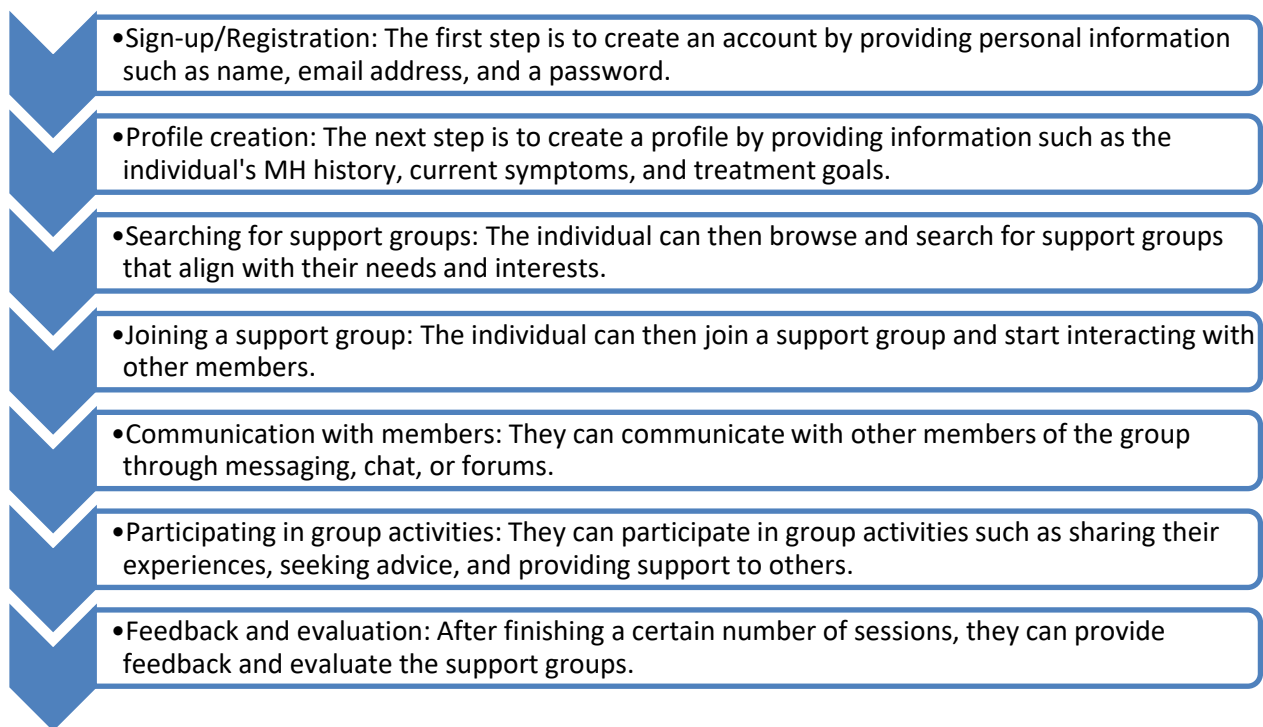 •Sign-up/Registration: The first step is to create an account by providing personal information
such as name, email address, and a password.
•Profile creation: The next step is to create a profile by providing information such as the
individual's MH history, current symptoms, and treatment goals.
•Searching for support groups: The individual can then browse and search for support groups
that align with their needs and interests.
•Joining a support group: The individual can then join a support group and start interacting with
other members.
•Communication with members: They can communicate with other members of the group
through messaging, chat, or forums.
•Participating in group activities: They can participate in group activities such as sharing their
experiences, seeking advice, and providing support to others.
•Feedback and evaluation: After finishing a certain number of sessions, they can provide
feedback and evaluate the support groups.